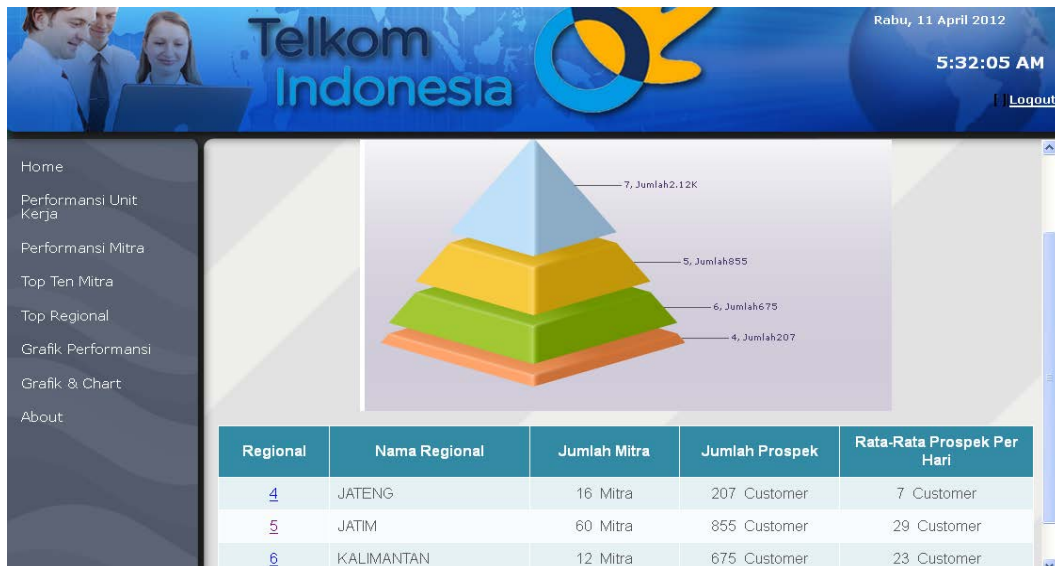 Telkom
Indonesia
Rabu, 11 April 2012
5:32:05 AM
[ ] Logout
Home
Performansi Unit
Kerja
Performansi Mitra
Top Ten Mitra
Top Regional
Grafik Performansi
Grafik & Chart
About
7, Jumlah2.12K
5, Jumlah855
6, Jumlah675
4, Jumlah207
Regional Nama Regional Jumlah Mitra Jumlah Prospek Rata-Rata Prospek Per
Hari
4 JATENG 16 Mitra 207 Customer 7 Customer
5 JATIM 60 Mitra 855 Customer 29 Customer
6 KALIMANTAN 12 Mitra 675 Customer 23 Customer